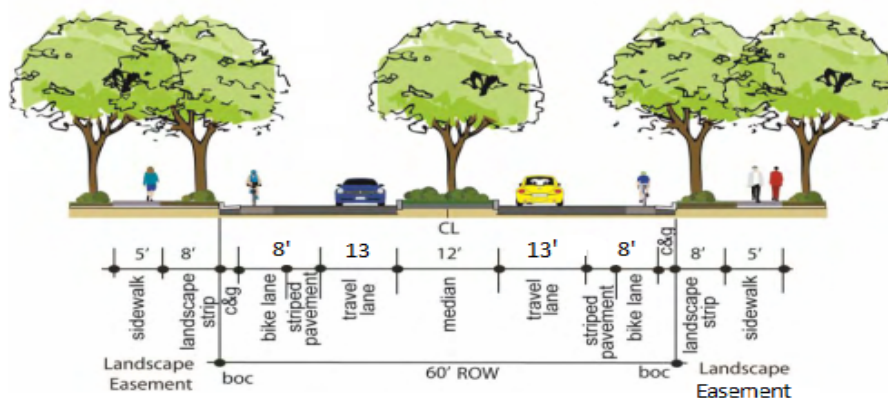 CL
5'
8'
8'
13
12'
13'
8'
c&g
8'
5'
sidewalk
landscape
strip
c&g
bike lane
striped
pavement
travel
lane
median
travel
lane
striped
pavement
bike lane
landscape
strip
sidewalk
Landscape
Easement
boc
60' ROW
boc
Landscape
Easement